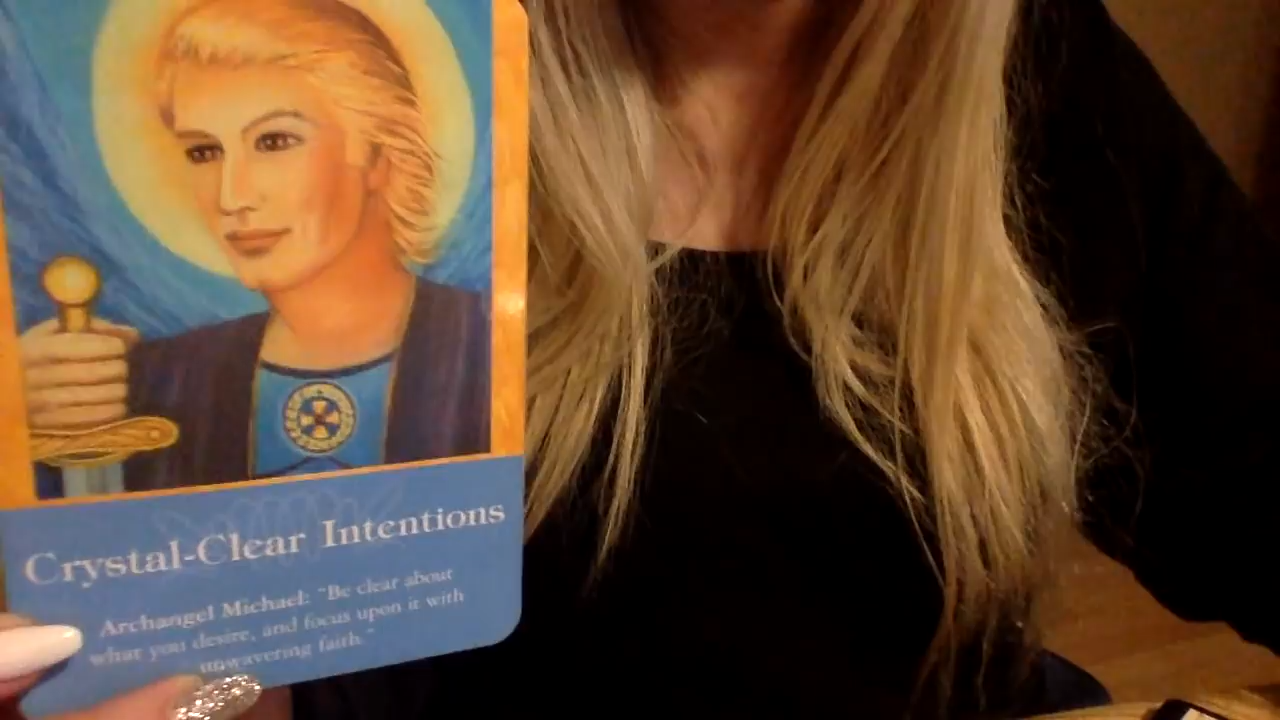 Crystal-Clear Intentions
Archangel Michael: "Be clear about
what you desire, and focus upon it with
unwavering faith."